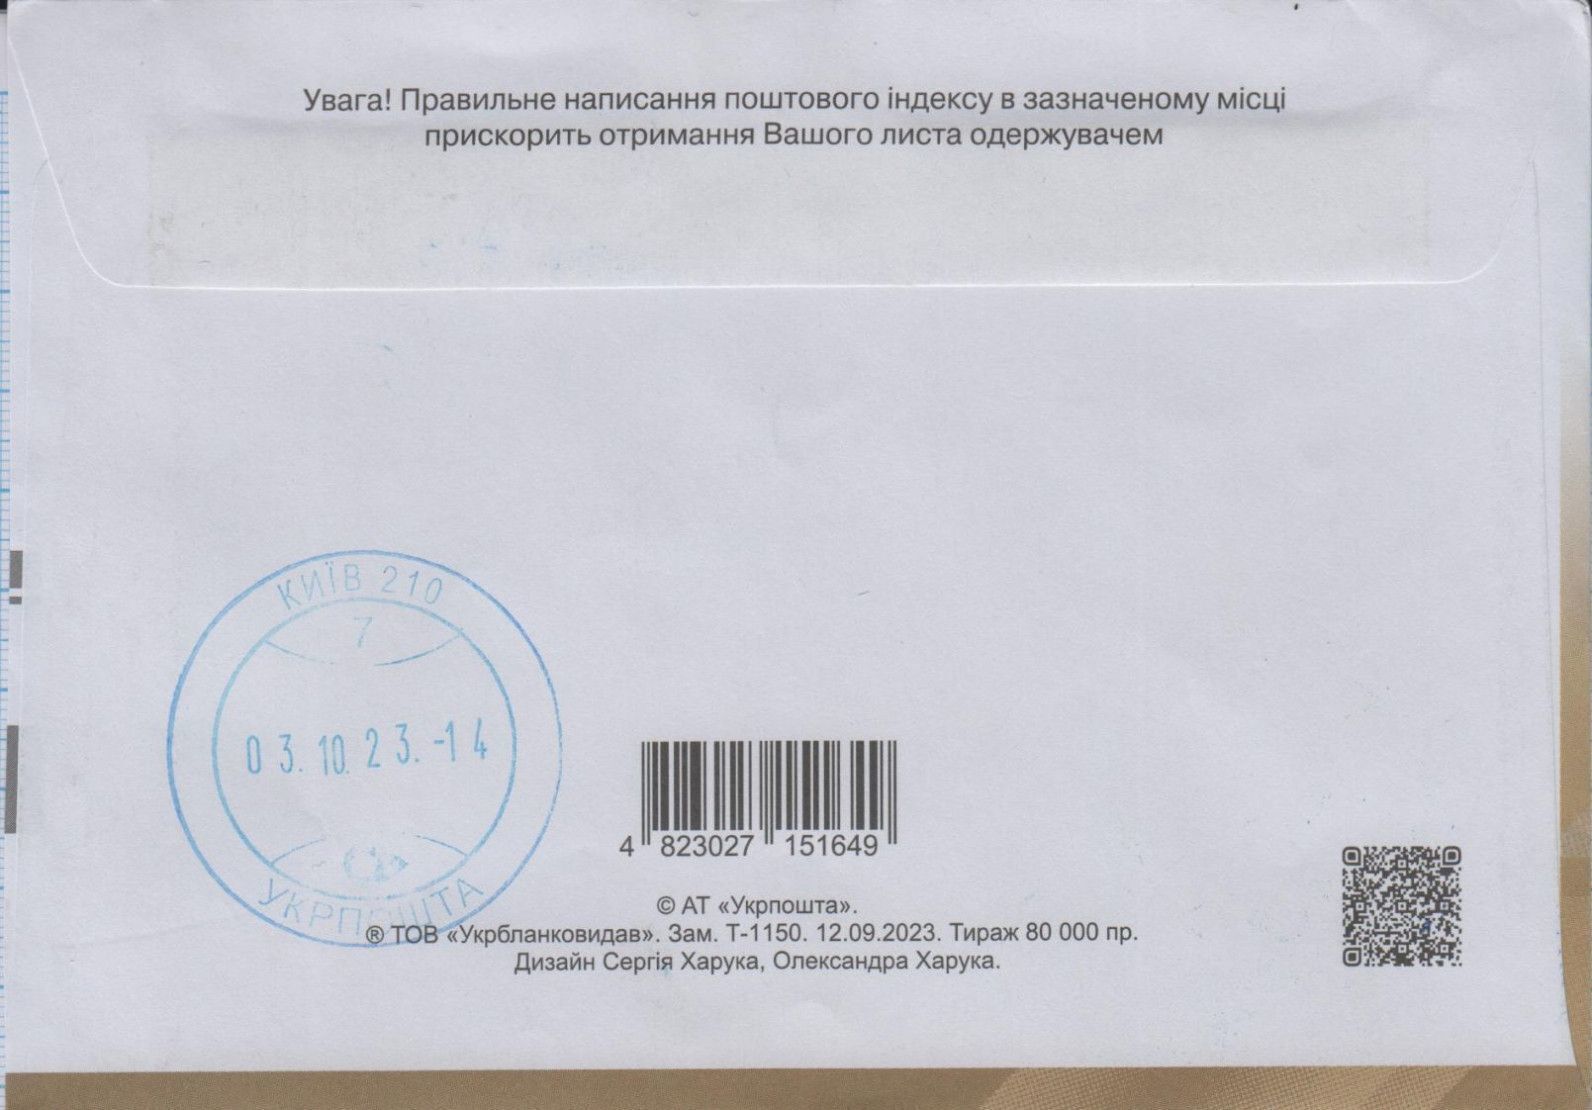 Увага! Правильне написання поштового індексу в зазначеному місці
прискорить отримання Вашого листа одержувачем
КИЇВ 210
7
03.10.23.-14
УКРПОШТА
4 823027 151649
© АТ «Укрпошта».
® ТОВ «Укрбланковидав». Зам. Т-1150. 12.09.2023. Тираж 80 000 пр.
Дизайн Сергія Харука, Олександра Харука.